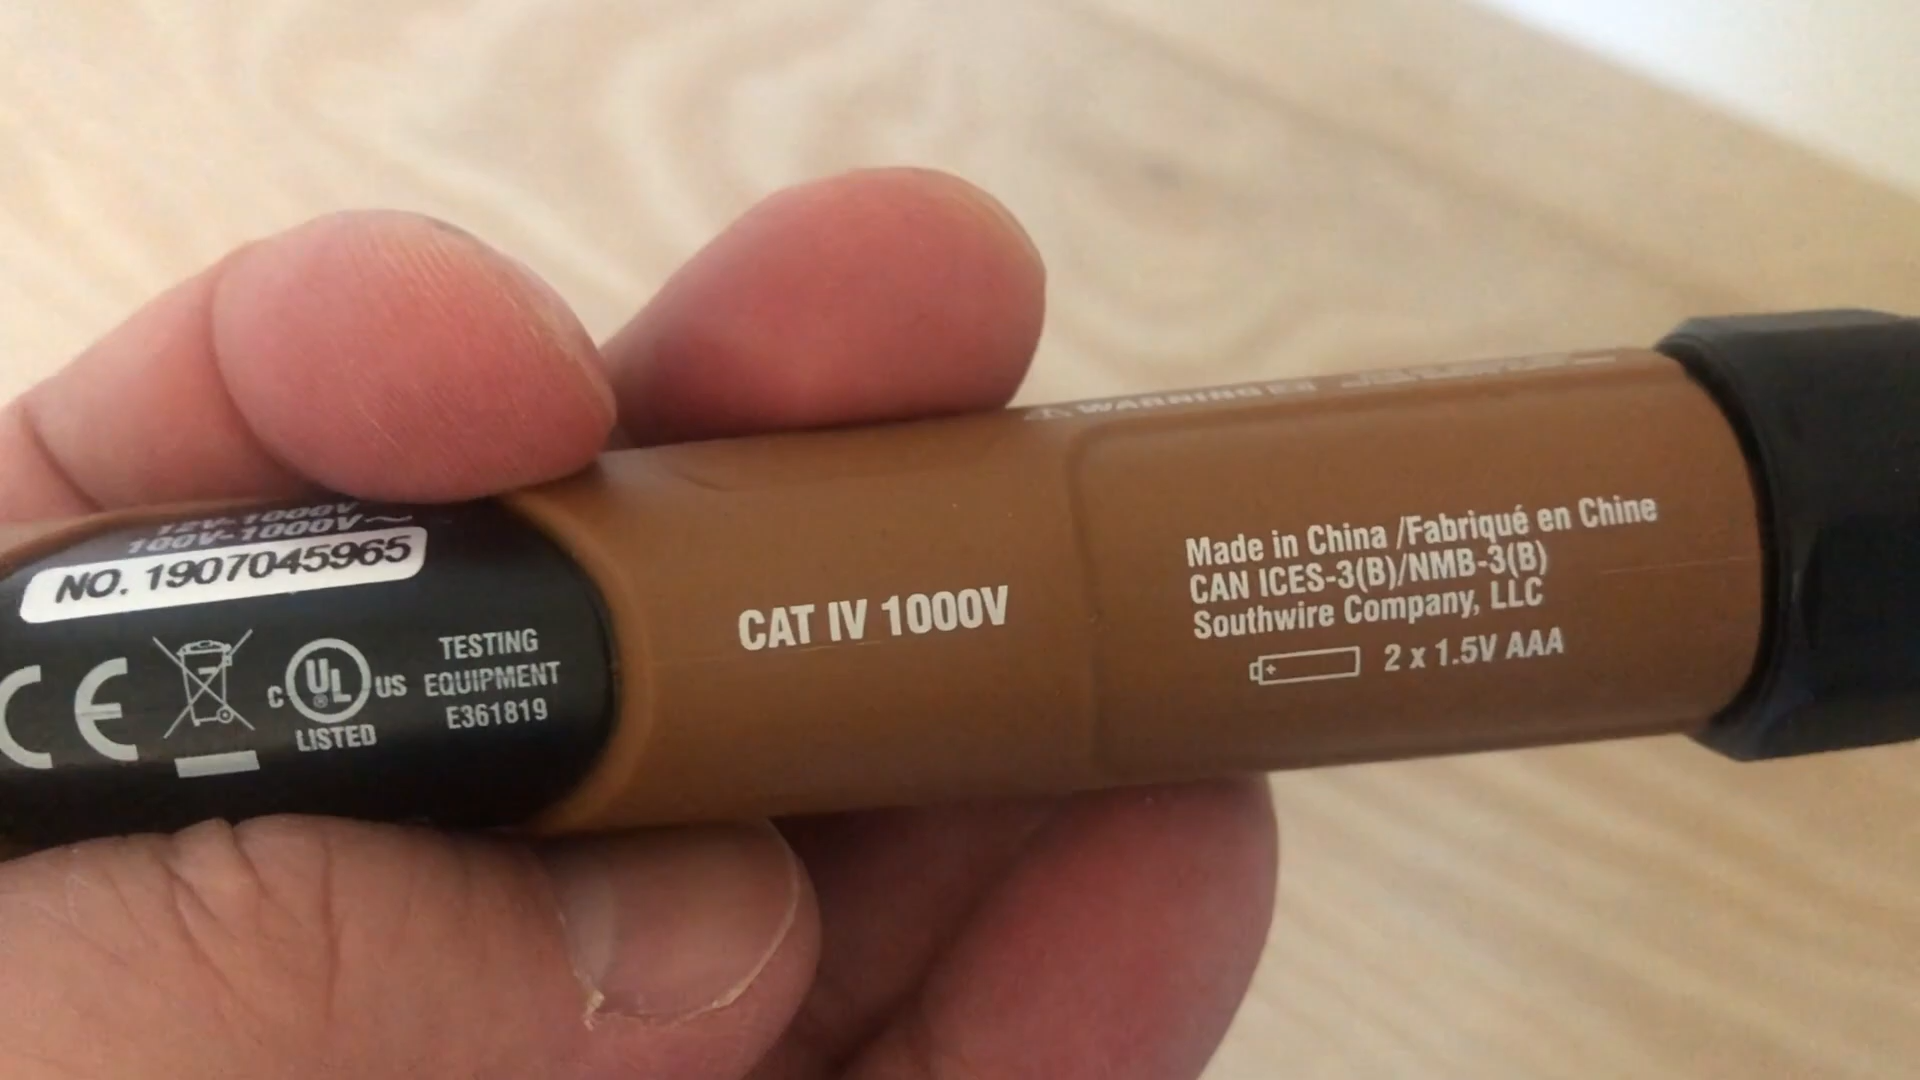 12V-1000V
100V-1000V~
NO. 1907045965
CE
C UL ® US
LISTED
TESTING
EQUIPMENT
E361819
CAT IV 1000V
WARNING
Made in China /Fabriqué en Chine
CAN ICES-3(B)/NMB-3(B)
Southwire Company, LLC
+ 2 x 1.5V AAA